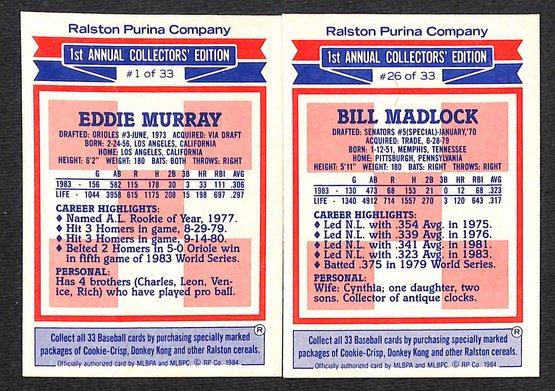 Ralston Purina Company
1st ANNUAL COLLECTORS' EDITION
#1 of 33
EDDIE MURRAY
DRAFTED: ORIOLES #3-JUNE, 1973 ACQUIRED: VIA DRAFT
BORN: 2-24-56, LOS ANGELES, CALIFORNIA
HOME: LOS ANGELES, CALIFORNIA
HEIGHT: 6'2" WEIGHT: 180 BATS: BOTH THROWS: RIGHT
G AB R H 2B 3B HR RBI AVG.
1983 - 156 582 115 178 30 3 33 111 .306
LIFE - 1044 3958 615 1175 208 15 198 697 .297
CAREER HIGHLIGHTS:
♦ Named A.L. Rookie of Year, 1977.
♦ Hit 3 Homers in game, 8-29-79.
♦ Hit 3 Homers in game, 9-14-80.
♦ Belted 2 Homers in 5-0 Oriole win
in fifth game of 1983 World Series.
PERSONAL:
Has 4 brothers (Charles, Leon, Ven-
ice, Rich) who have played pro ball.
®
Collect all 33 Baseball cards by purchasing specially marked
packages of Cookie-Crisp, Donkey Kong and other Ralston cereals.
Officially authorized card by MLBPA and MLBPC. © RP Co. 1984.
Ralston Purina Company
1st ANNUAL COLLECTORS' EDITION
#26 of 33
BILL MADLOCK
DRAFTED: SENATORS #5(SPECIAL)-JANUARY,'70
ACQUIRED: TRADE, 6-28-79
BORN: 1-12-51, MEMPHIS, TENNESSEE
HOME: PITTSBURGH, PENNSYLVANIA
HEIGHT: 5'11" WEIGHT: 180 BATS: RIGHT THROWS: RIGHT
G AB R H 2B 3B HR RBI AVG.
1983 - 130 473 68 153 21 0 12 68 .323
LIFE - 1340 4912 714 1557 270 3 120 643 .317
CAREER HIGHLIGHTS:
♦ Led N.L. with .354 Avg. in 1975.
♦ Led N.L. with .339 Avg. in 1976.
♦ Led N.L. with .341 Avg. in 1981.
♦ Led N.L. with .323 Avg. in 1983.
♦ Batted .375 in 1979 World Series.
PERSONAL:
Wife: Cynthia; one daughter, two
sons. Collector of antique clocks.
®
Collect all 33 Baseball cards by purchasing specially marked
packages of Cookie-Crisp, Donkey Kong and other Ralston cereals.
Officially authorized card by MLBPA and MLBPC. © RP Co. 1984.